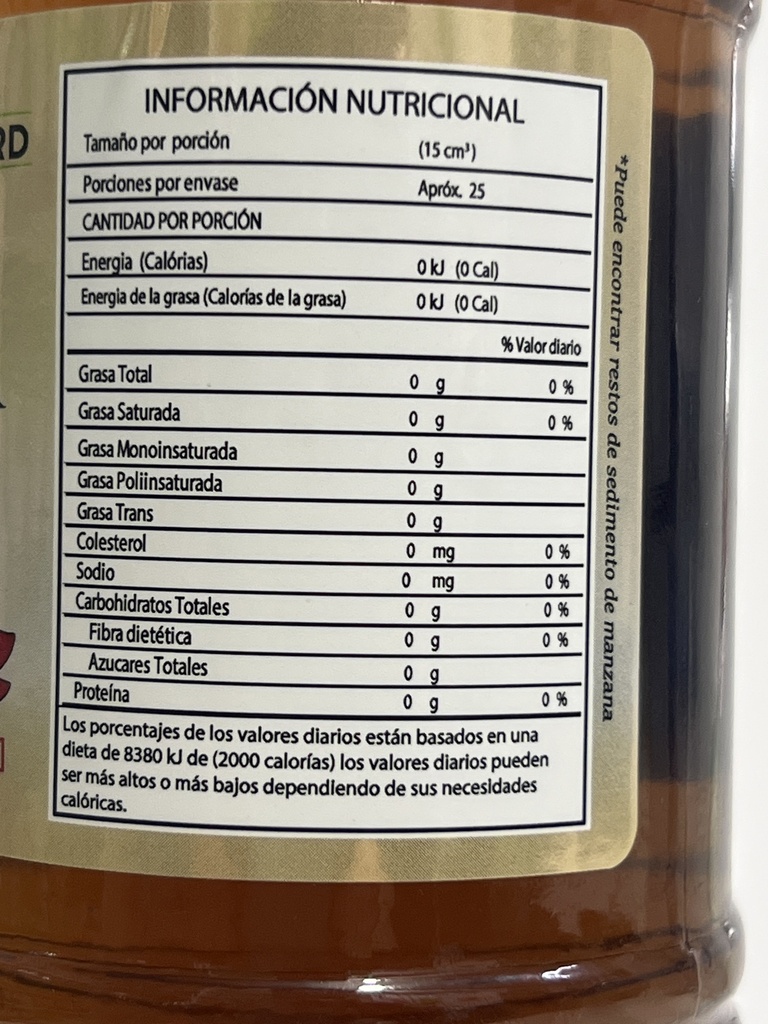 RD
INFORMACIÓN NUTRICIONAL
Tamaño por porción (15 cm³)
Porciones por envase Apróx. 25
CANTIDAD POR PORCIÓN
Energia (Calórias) 0 kJ (0 Cal)
Energia de la grasa (Calorías de la grasa) 0 kJ (0 Cal)
% Valor diario
Grasa Total 0 g 0 %
Grasa Saturada 0 g 0 %
Grasa Monoinsaturada 0 g
Grasa Poliinsaturada 0 g
Grasa Trans 0 g
Colesterol 0 mg 0 %
Sodio 0 mg 0 %
Carbohidratos Totales 0 g 0 %
Fibra dietética 0 g 0 %
Azucares Totales 0 g
Proteína 0 g 0 %
Los porcentajes de los valores diarios están basados en una
dieta de 8380 kJ de (2000 calorías) los valores diarios pueden
ser más altos o más bajos dependiendo de sus necesidades
calóricas.
*Puede encontrar restos de sedimento de manzana